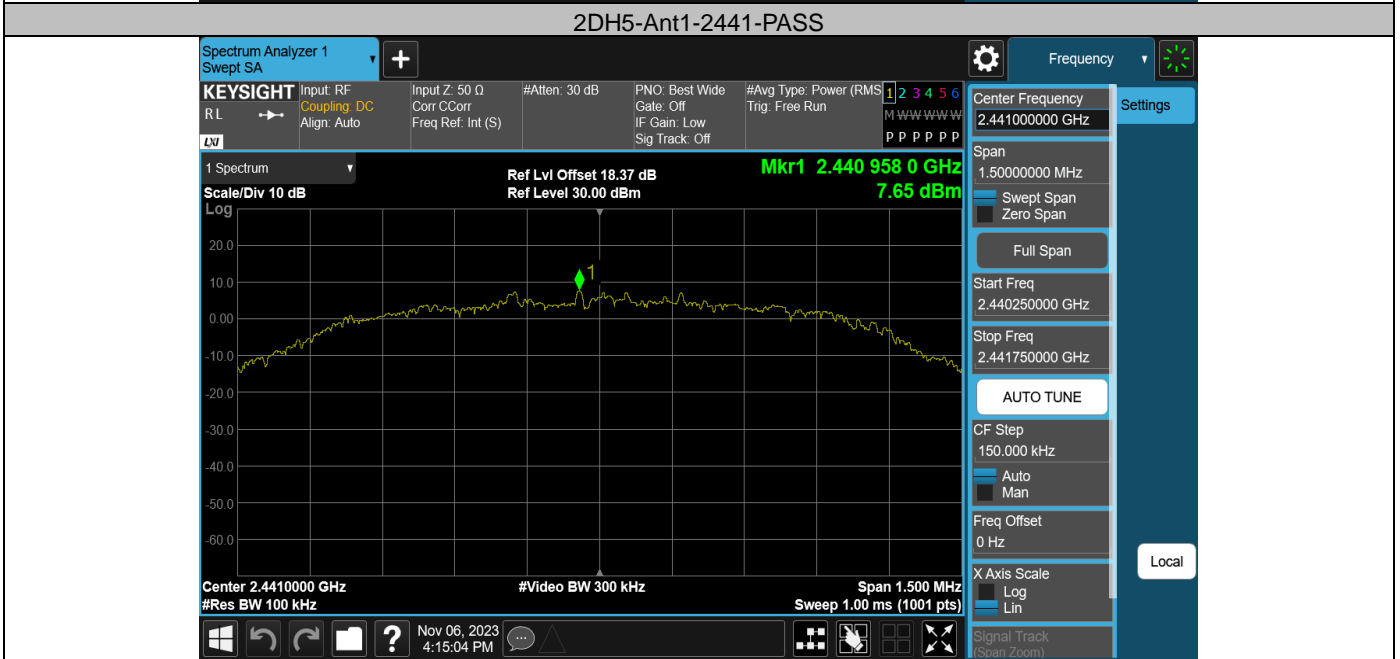 2DH5-Ant1-2441-PASS
Spectrum Analyzer 1
Swept SA
+
Frequency
KEYSIGHT
RL
LXI
Input: RF
Coupling: DC
Align: Auto
Input Z: 50 Ω
Corr CCorr
Freq Ref: Int (S)
#Atten: 30 dB
PNO: Best Wide
Gate: Off
IF Gain: Low
Sig Track: Off
#Avg Type: Power (RMS
Trig: Free Run
1 2 3 4 5 6
M W W W W W
P P P P P P
1 Spectrum
Scale/Div 10 dB
Ref Lvl Offset 18.37 dB
Ref Level 30.00 dBm
Mkr1 2.440 958 0 GHz
7.65 dBm
Log
20.0
10.0
0.00
-10.0
-20.0
-30.0
-40.0
-50.0
-60.0
1
Center 2.4410000 GHz
#Res BW 100 kHz
#Video BW 300 kHz
Span 1.500 MHz
Sweep 1.00 ms (1001 pts)
Center Frequency
2.441000000 GHz
Settings
Span
1.50000000 MHz
Swept Span
Zero Span
Full Span
Start Freq
2.440250000 GHz
Stop Freq
2.441750000 GHz
AUTO TUNE
CF Step
150.000 kHz
Auto
Man
Freq Offset
0 Hz
X Axis Scale
Log
Lin
Signal Track
(Span Zoom)
Local
?
Nov 06, 2023
4:15:04 PM